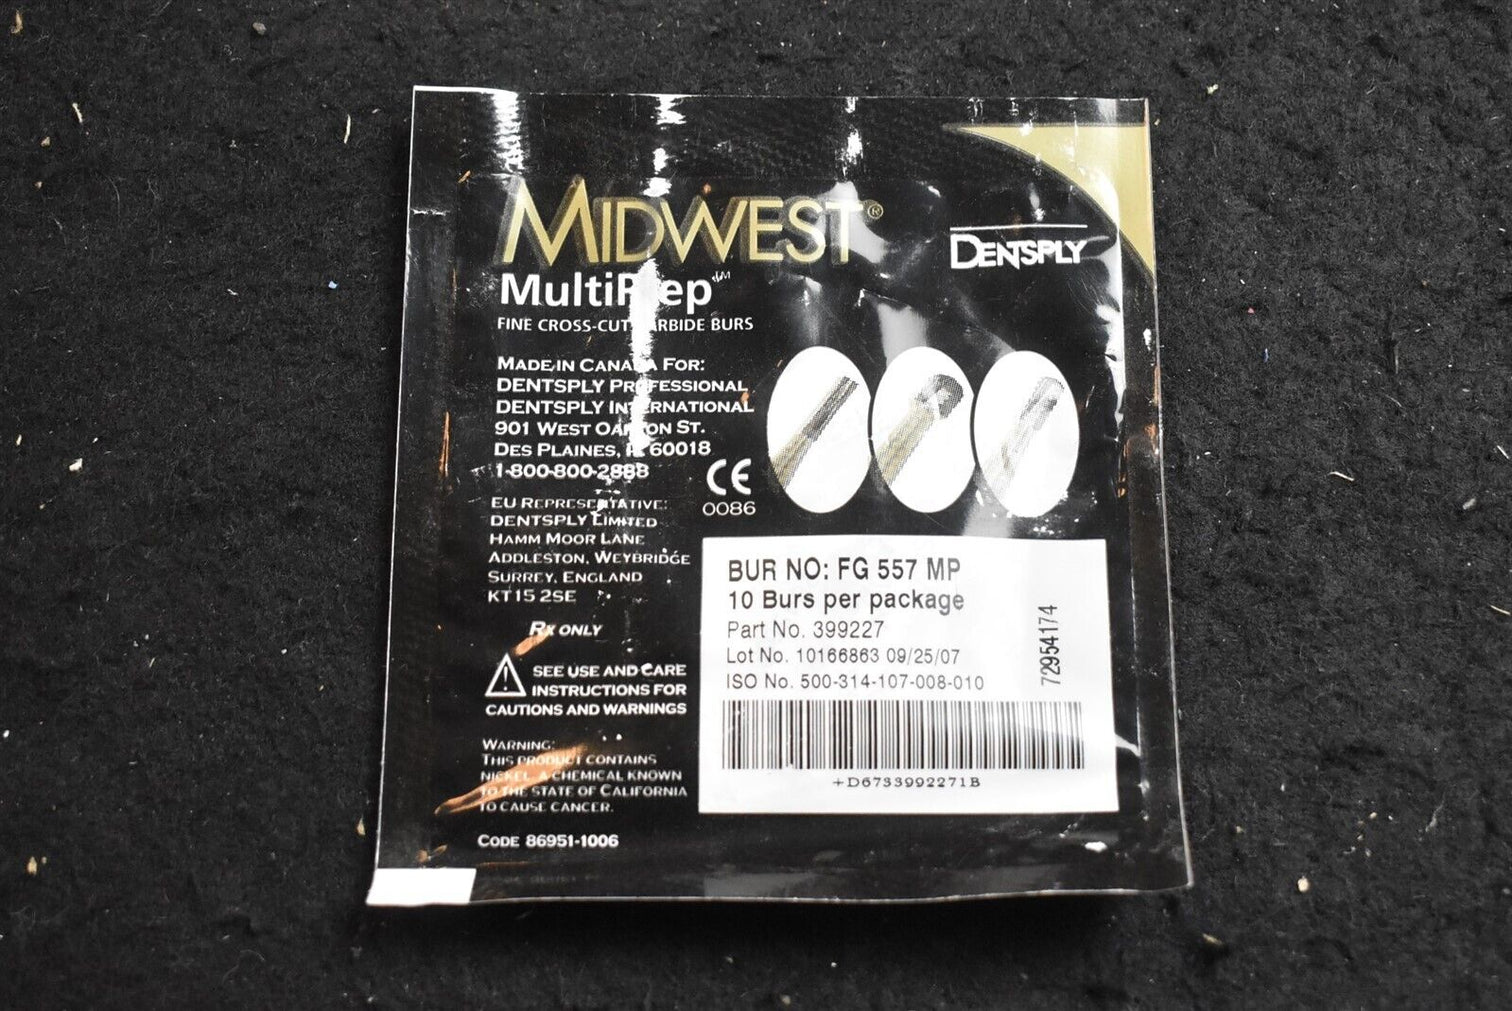 MIDWEST®
DENTSPLY
MultiPrep™
FINE CROSS-CUT CARBIDE BURS
MADE IN CANADA FOR:
DENTSPLY PROFESSIONAL
DENTSPLY INTERNATIONAL
901 WEST OAKTON ST.
DES PLAINES, IL 60018
1-800-800-2888
CE
0086
EU REPRESENTATIVE:
DENTSPLY LIMITED
HAMM MOOR LANE
ADDLESTON, WEYBRIDGE
SURREY, ENGLAND
KT15 2SE
Rx ONLY
SEE USE AND CARE
INSTRUCTIONS FOR
CAUTIONS AND WARNINGS
WARNING:
THIS PRODUCT CONTAINS
NICKEL, A CHEMICAL KNOWN
TO THE STATE OF CALIFORNIA
TO CAUSE CANCER.
CODE 86951-1006
BUR NO: FG 557 MP
10 Burs per package
Part No. 399227
Lot No. 10166863 09/25/07
ISO No. 500-314-107-008-010
72954174
+D6733992271B